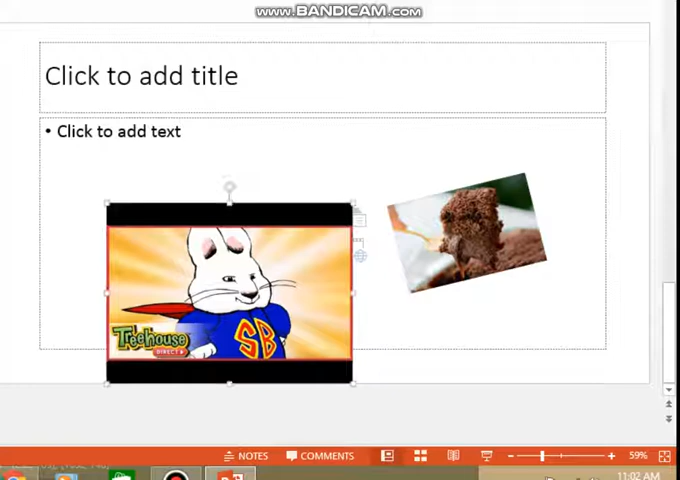 www.BANDICAM.com
Click to add title
• Click to add text
Treehouse
DIRECT
SB
NOTES
COMMENTS
59%
11:02 AM